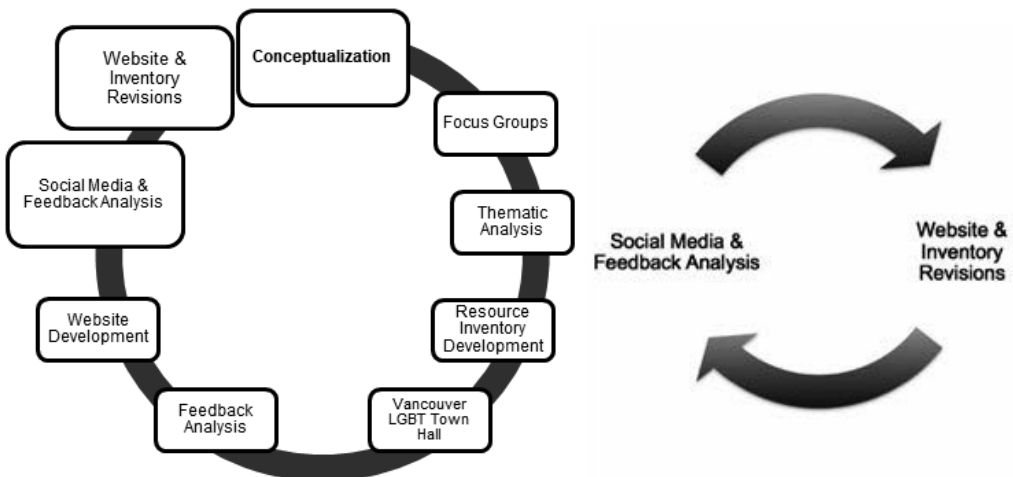 Conceptualization
Focus Groups
Thematic
Analysis
Resource
Inventory
Development
Vancouver
LGBT Town
Hall
Feedback
Analysis
Website
Development
Social Media &
Feedback Analysis
Website &
Inventory
Revisions
Social Media &
Feedback Analysis
Website &
Inventory
Revisions